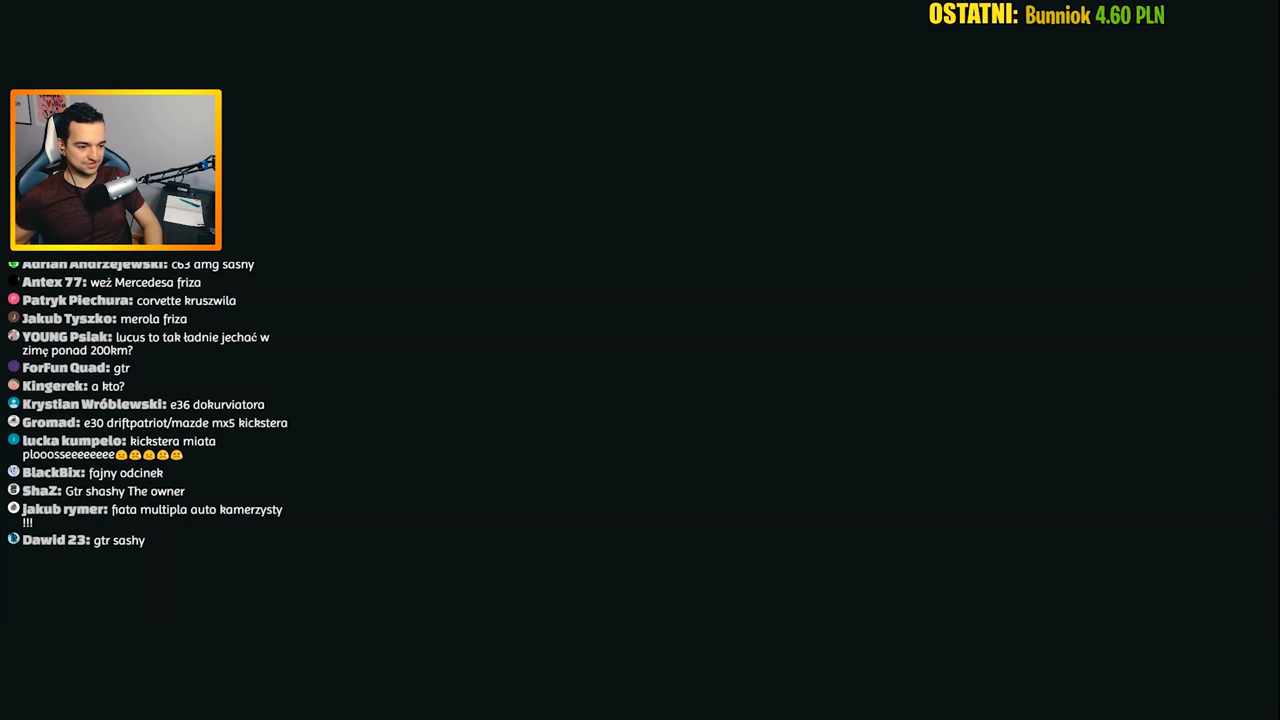 OSTATNI: Bunniok 4.60 PLN
Adrian Andrzejewski: c63 amg sasny
Antex 77: weź Mercedesa friza
Patryk Piechura: corvette kruszwila
Jakub Tyszko: merola friza
YOUNG Psiak: lucus to tak ładnie jechać w
zimę ponad 200km?
ForFun Quad: gtr
Kingerek: a kto?
Krystian Wróblewski: e36 dokurviatora
Gromad: e30 driftpatriot/mazde mx5 kickstera
lucka kumpelo: kickstera miata
plooosseeeeeeee
BlackBix: fajny odcinek
ShaZ: Gtr shashy The owner
jakub rymer: fiata multipla auto kamerzysty
!!!
Dawid 23: gtr sashy